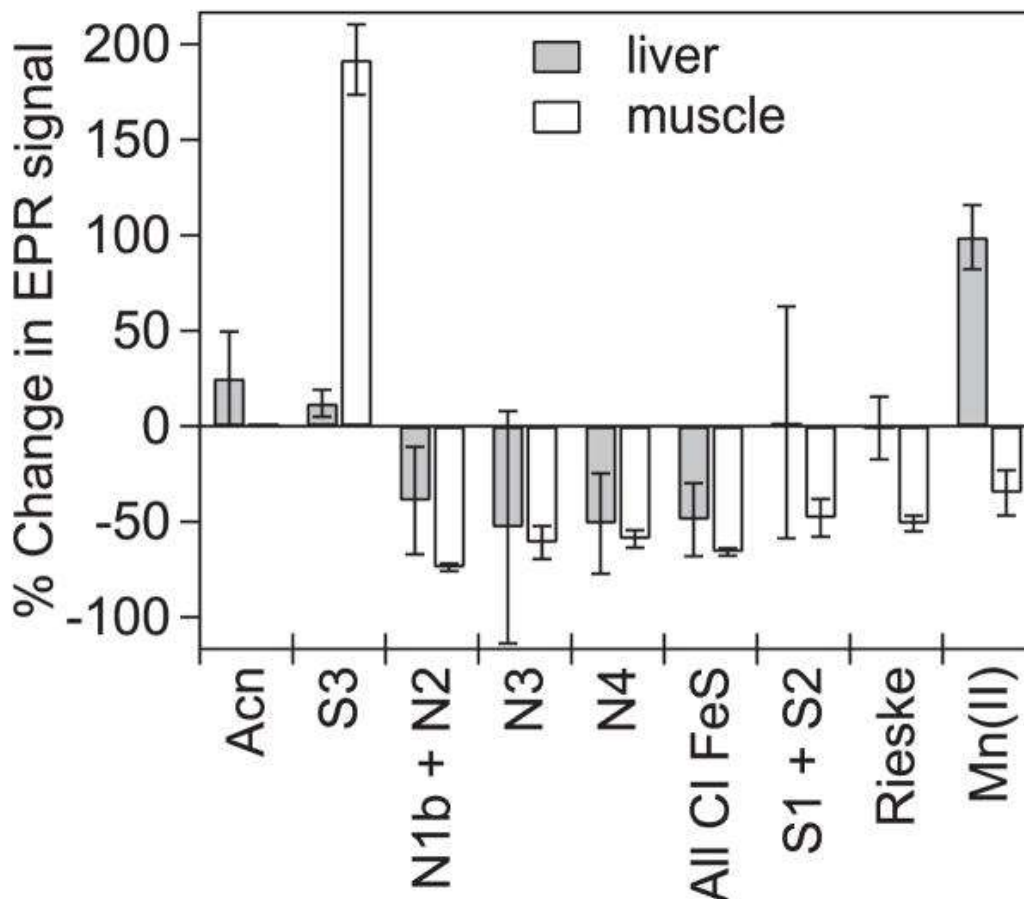 % Change in EPR signal
200
150
100
50
0
-50
-100
liver
muscle
Acn
S3
N1b + N2
N3
N4
All CI FeS
S1 + S2
Rieske
Mn(II)